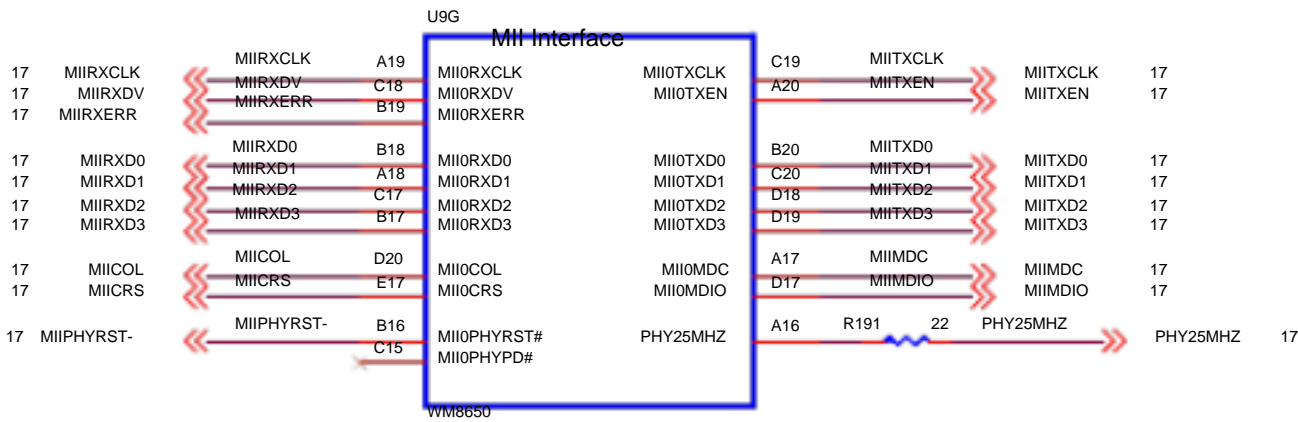 U9G
MII Interface
17 MIIRXCLK MIIRXCLK A19 MII0RXCLK MII0TXCLK C19 MIITXCLK MIITXCLK 17
17 MIIRXDV MIIRXDV C18 MII0RXDV MII0TXEN A20 MIITXEN MIITXEN 17
17 MIIRXERR MIIRXERR B19 MII0RXERR
17 MIIRXD0 MIIRXD0 B18 MII0RXD0 MII0TXD0 B20 MIITXD0 MIITXD0 17
17 MIIRXD1 MIIRXD1 A18 MII0RXD1 MII0TXD1 C20 MIITXD1 MIITXD1 17
17 MIIRXD2 MIIRXD2 C17 MII0RXD2 MII0TXD2 D18 MIITXD2 MIITXD2 17
17 MIIRXD3 MIIRXD3 B17 MII0RXD3 MII0TXD3 D19 MIITXD3 MIITXD3 17
17 MIICOL MIICOL D20 MII0COL MII0MDC A17 MIIMDC MIIMDC 17
17 MIICRS MIICRS E17 MII0CRS MII0MDIO D17 MIIMDIO MIIMDIO 17
17 MIIPHYRST- MIIPHYRST- B16 MII0PHYRST# PHY25MHZ A16 R191 22 PHY25MHZ PHY25MHZ 17
C15 MII0PHYPD#
WM8650